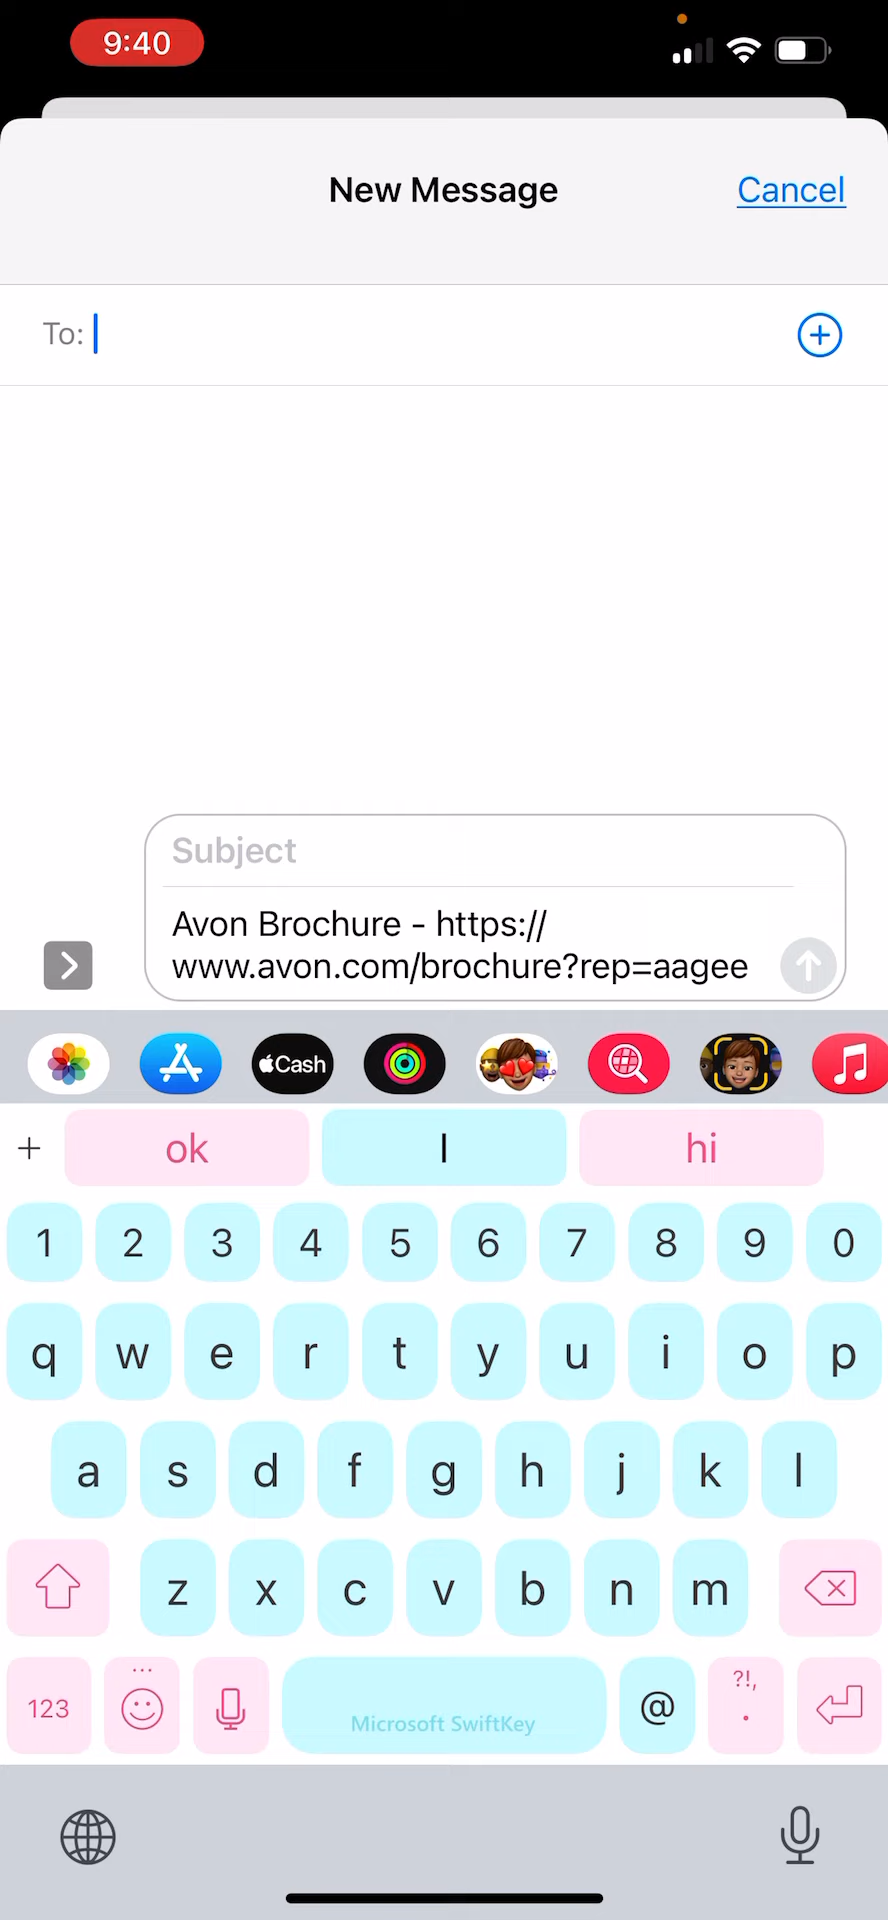 9:40
New Message
Cancel
To:
Subject
Avon Brochure - https://
www.avon.com/brochure?rep=aagee
Cash
+ ok I hi
1 2 3 4 5 6 7 8 9 0
q w e r t y u i o p
a s d f g h j k l
z x c v b n m
123
Microsoft SwiftKey
@
?!,
.